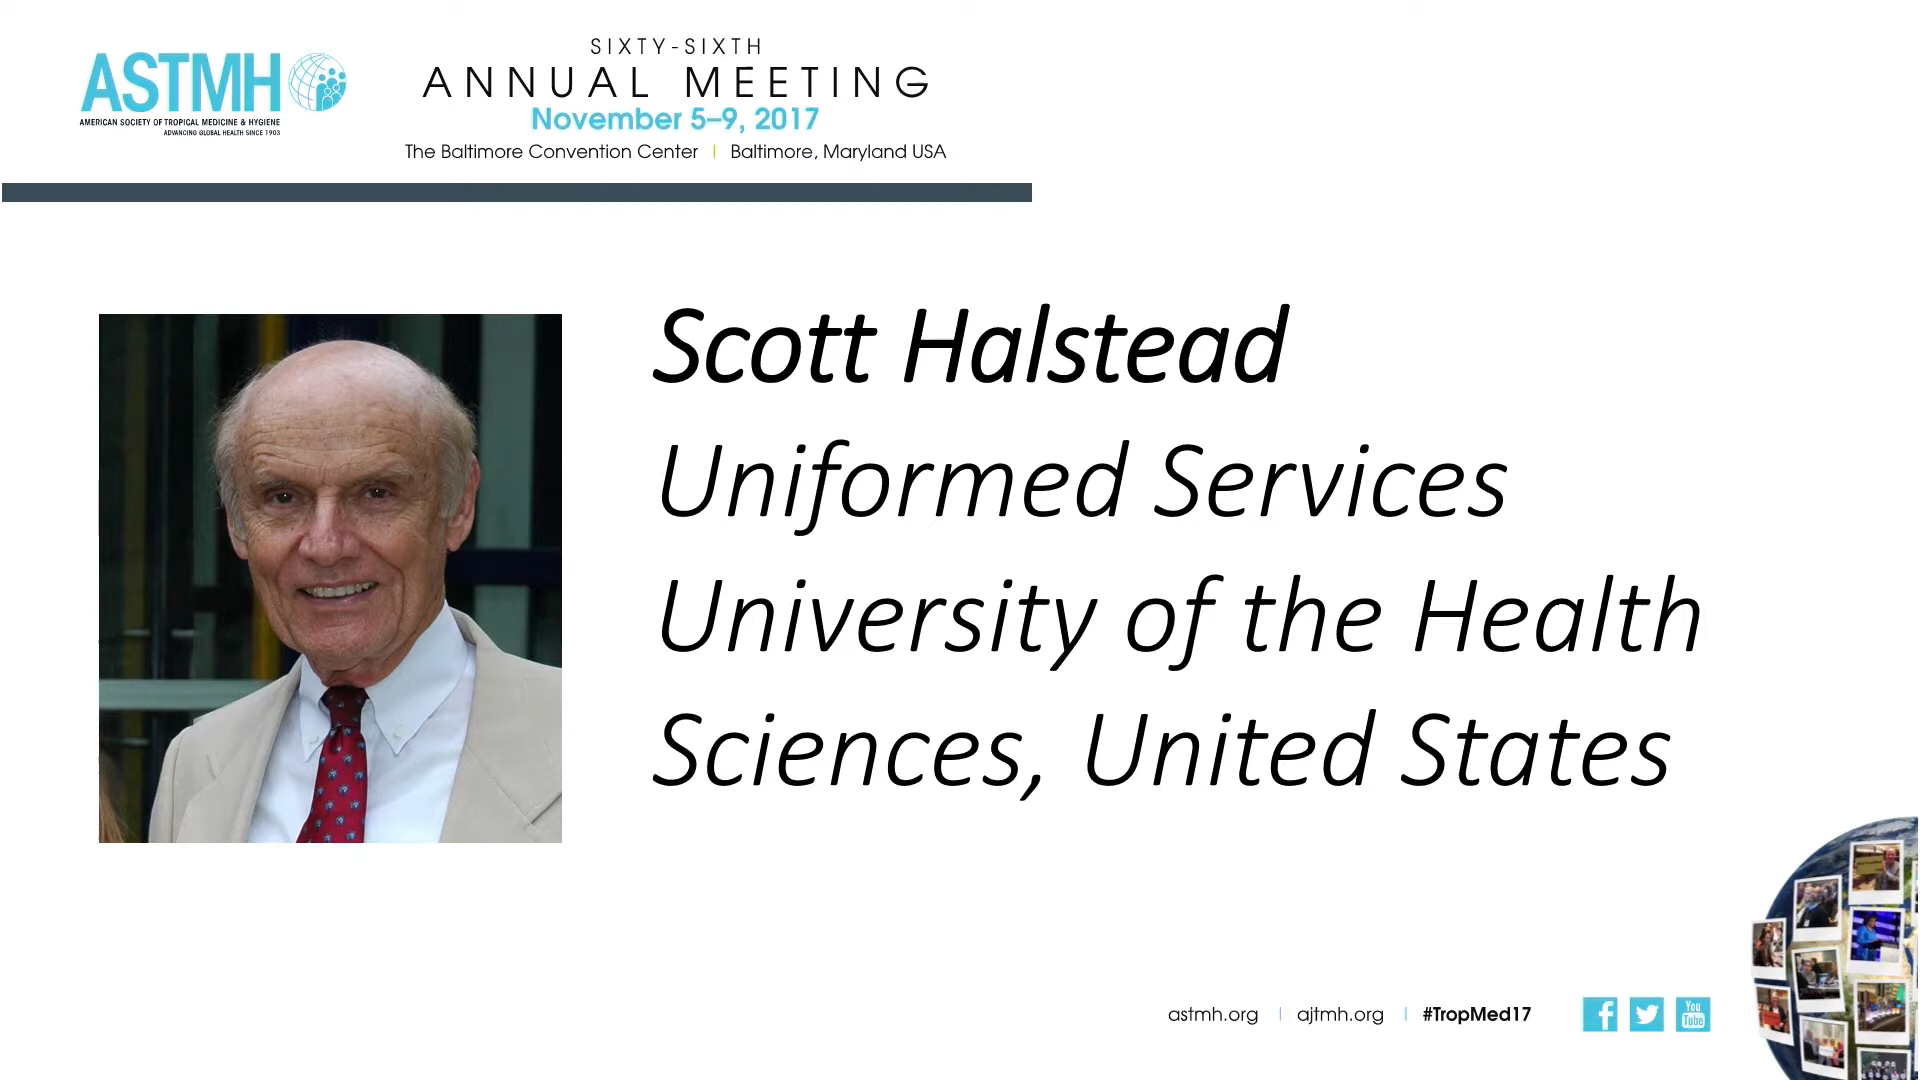 ASTMH
AMERICAN SOCIETY OF TROPICAL MEDICINE & HYGIENE
ADVANCING GLOBAL HEALTH SINCE 1903
SIXTY-SIXTH
ANNUAL MEETING
November 5–9, 2017
The Baltimore Convention Center | Baltimore, Maryland USA
Scott Halstead
Uniformed Services
University of the Health
Sciences, United States
astmh.org | ajtmh.org | #TropMed17
You
Tube